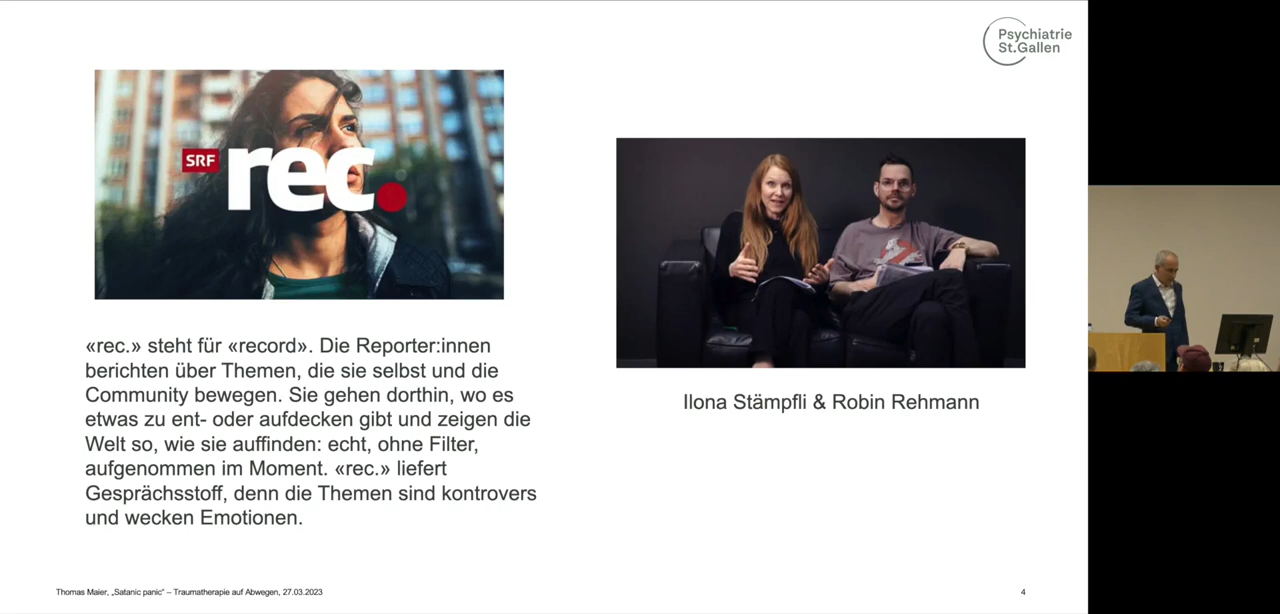 Psychiatrie
St.Gallen
SRF rec.
«rec.» steht für «record». Die Reporter:innen
berichten über Themen, die sie selbst und die
Community bewegen. Sie gehen dorthin, wo es
etwas zu ent- oder aufdecken gibt und zeigen die
Welt so, wie sie auffinden: echt, ohne Filter,
aufgenommen im Moment. «rec.» liefert
Gesprächsstoff, denn die Themen sind kontrovers
und wecken Emotionen.
Ilona Stämpfli & Robin Rehmann
Thomas Maier, „Satanic panic“ – Traumatherapie auf Abwegen, 27.03.2023
4